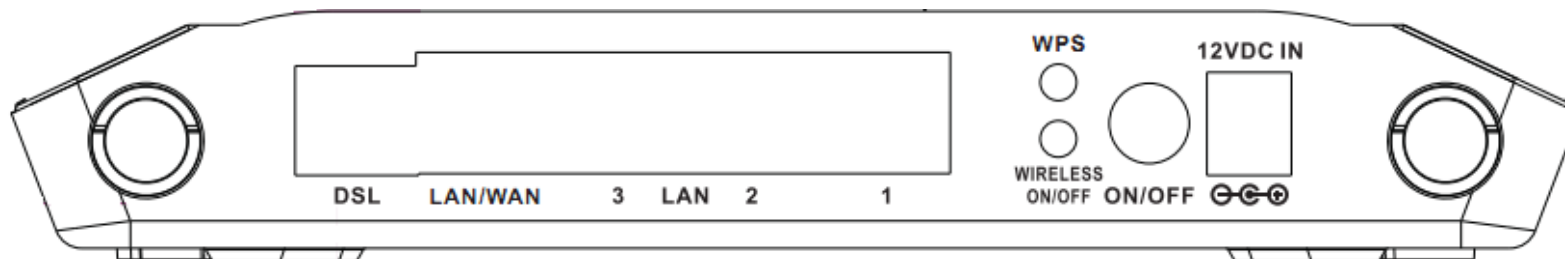 WPS
12VDC IN
WIRELESS
ON/OFF
ON/OFF
DSL
LAN/WAN
3
LAN
2
1